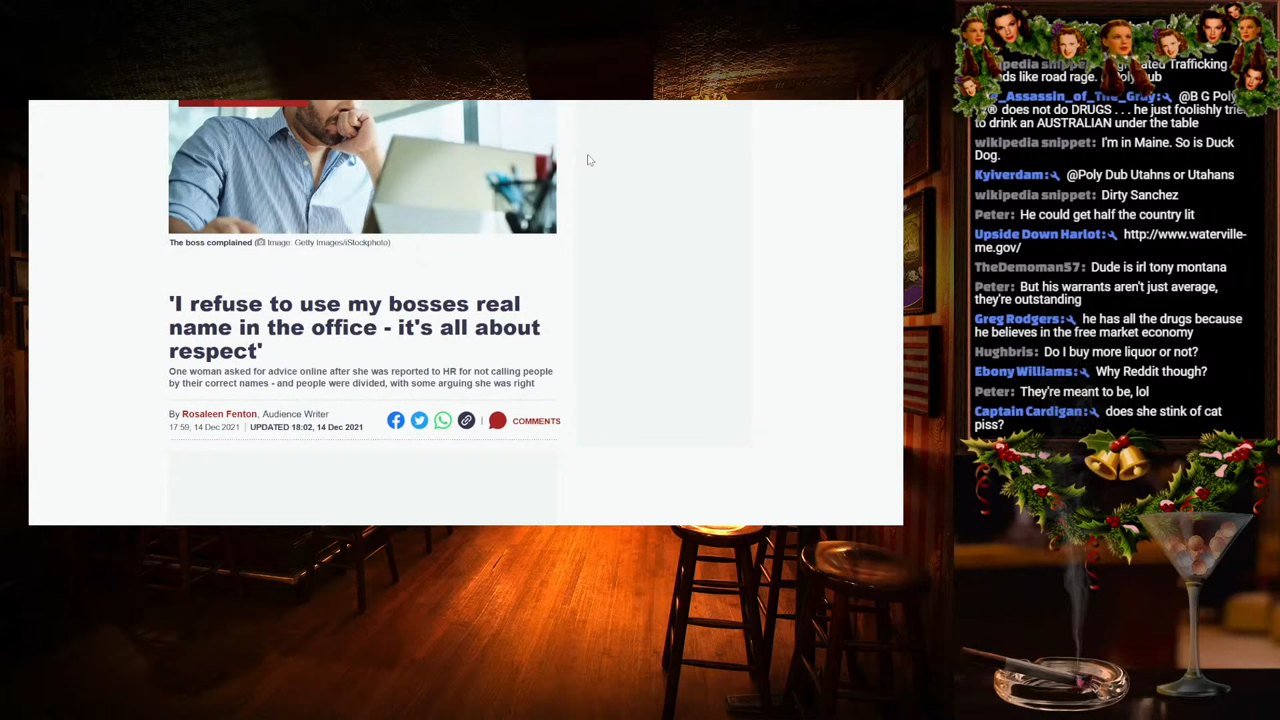 The boss complained (Image: Getty Images/iStockphoto)
'I refuse to use my bosses real
name in the office - it's all about
respect'
One woman asked for advice online after she was reported to HR for not calling people
by their correct names - and people were divided, with some arguing she was right
By Rosaleen Fenton, Audience Writer
17:59, 14 Dec 2021 | UPDATED 18:02, 14 Dec 2021
COMMENTS
pedia snippet
ated Trafficking
ds like road rage.
_Assassin_of_The_Gray: @B G Poly
does not do DRUGS . . . he just foolishly trie
to drink an AUSTRALIAN under the table
wikipedia snippet: I'm in Maine. So is Duck
Dog.
Kyiverdam: @Poly Dub Utahns or Utahans
wikipedia snippet: Dirty Sanchez
Peter: He could get half the country lit
Upside Down Harlot: http://www.waterville-
me.gov/
TheDemoman57: Dude is irl tony montana
Peter: But his warrants aren't just average,
they're outstanding
Greg Rodgers: he has all the drugs because
he believes in the free market economy
Hughbris: Do I buy more liquor or not?
Ebony Williams: Why Reddit though?
Peter: They're meant to be, lol
Captain Cardigan: does she stink of cat
piss?